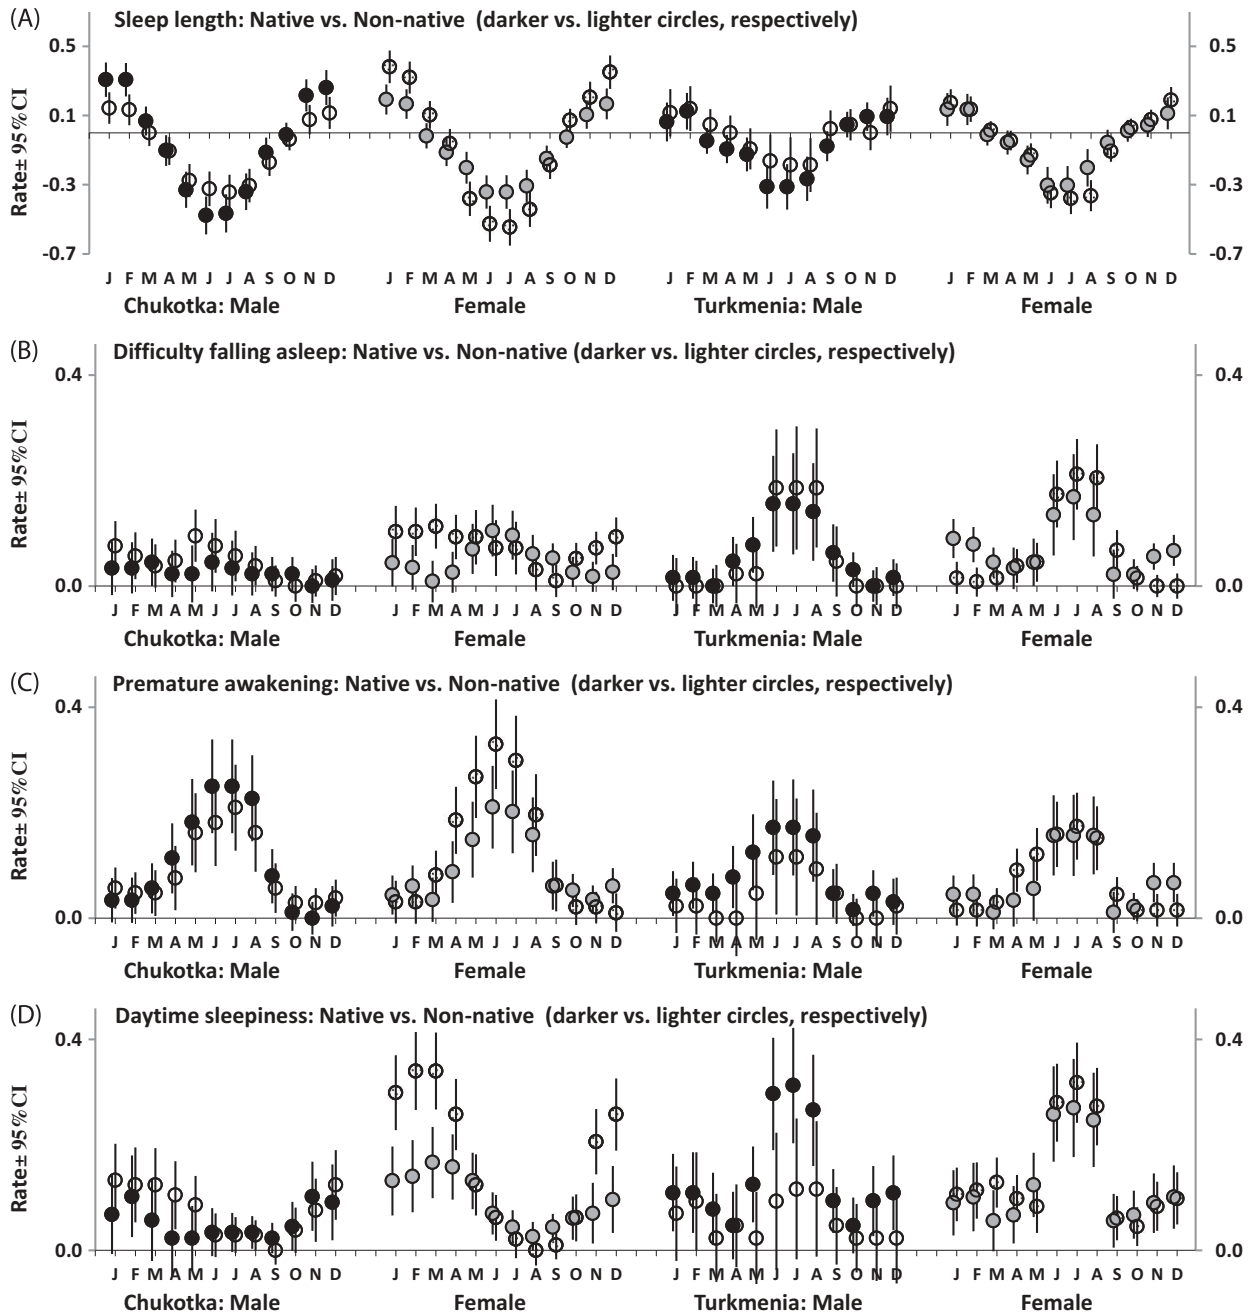 (A) Sleep length: Native vs. Non-native (darker vs. lighter circles, respectively)
0.5 0.5
0.1 0.1
-0.3 -0.3
-0.7 -0.7
Rate± 95%CI
J F M A M J J A S O N D J F M A M J J A S O N D J F M A M J J A S O N D J F M A M J J A S O N D
Chukotka: Male Female Turkmenia: Male Female
(B) Difficulty falling asleep: Native vs. Non-native (darker vs. lighter circles, respectively)
0.4 0.4
Rate± 95%CI
0.0 0.0
J F M A M J J A S O N D J F M A M J J A S O N D J F M A M J J A S O N D J F M A M J J A S O N D
Chukotka: Male Female Turkmenia: Male Female
(C) Premature awakening: Native vs. Non-native (darker vs. lighter circles, respectively)
0.4 0.4
Rate± 95%CI
0.0 0.0
J F M A M J J A S O N D J F M A M J J A S O N D J F M A M J J A S O N D J F M A M J J A S O N D
Chukotka: Male Female Turkmenia: Male Female
(D) Daytime sleepiness: Native vs. Non-native (darker vs. lighter circles, respectively)
0.4 0.4
Rate± 95%CI
0.0 0.0
J F M A M J J A S O N D J F M A M J J A S O N D J F M A M J J A S O N D J F M A M J J A S O N D
Chukotka: Male Female Turkmenia: Male Female